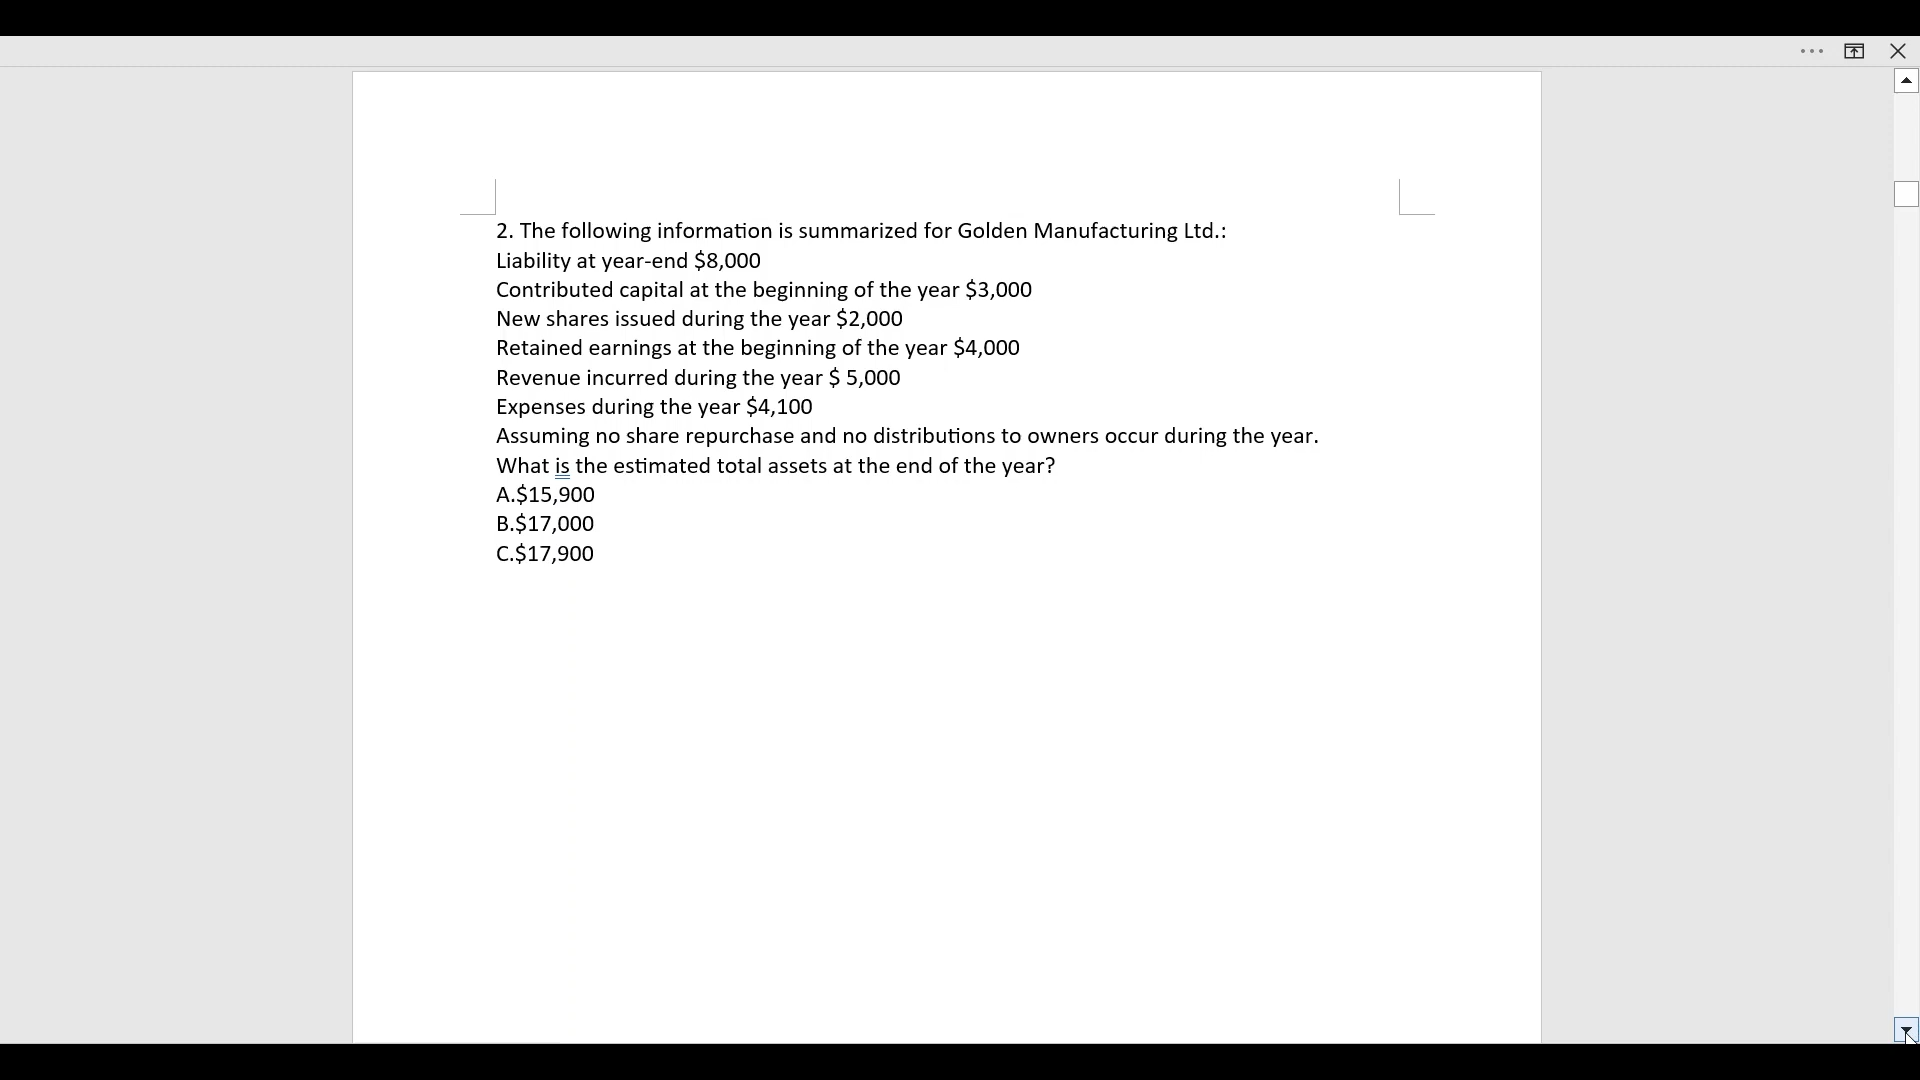 2. The following information is summarized for Golden Manufacturing Ltd.:
Liability at year-end $8,000
Contributed capital at the beginning of the year $3,000
New shares issued during the year $2,000
Retained earnings at the beginning of the year $4,000
Revenue incurred during the year $ 5,000
Expenses during the year $4,100
Assuming no share repurchase and no distributions to owners occur during the year.
What is the estimated total assets at the end of the year?
A.$15,900
B.$17,000
C.$17,900